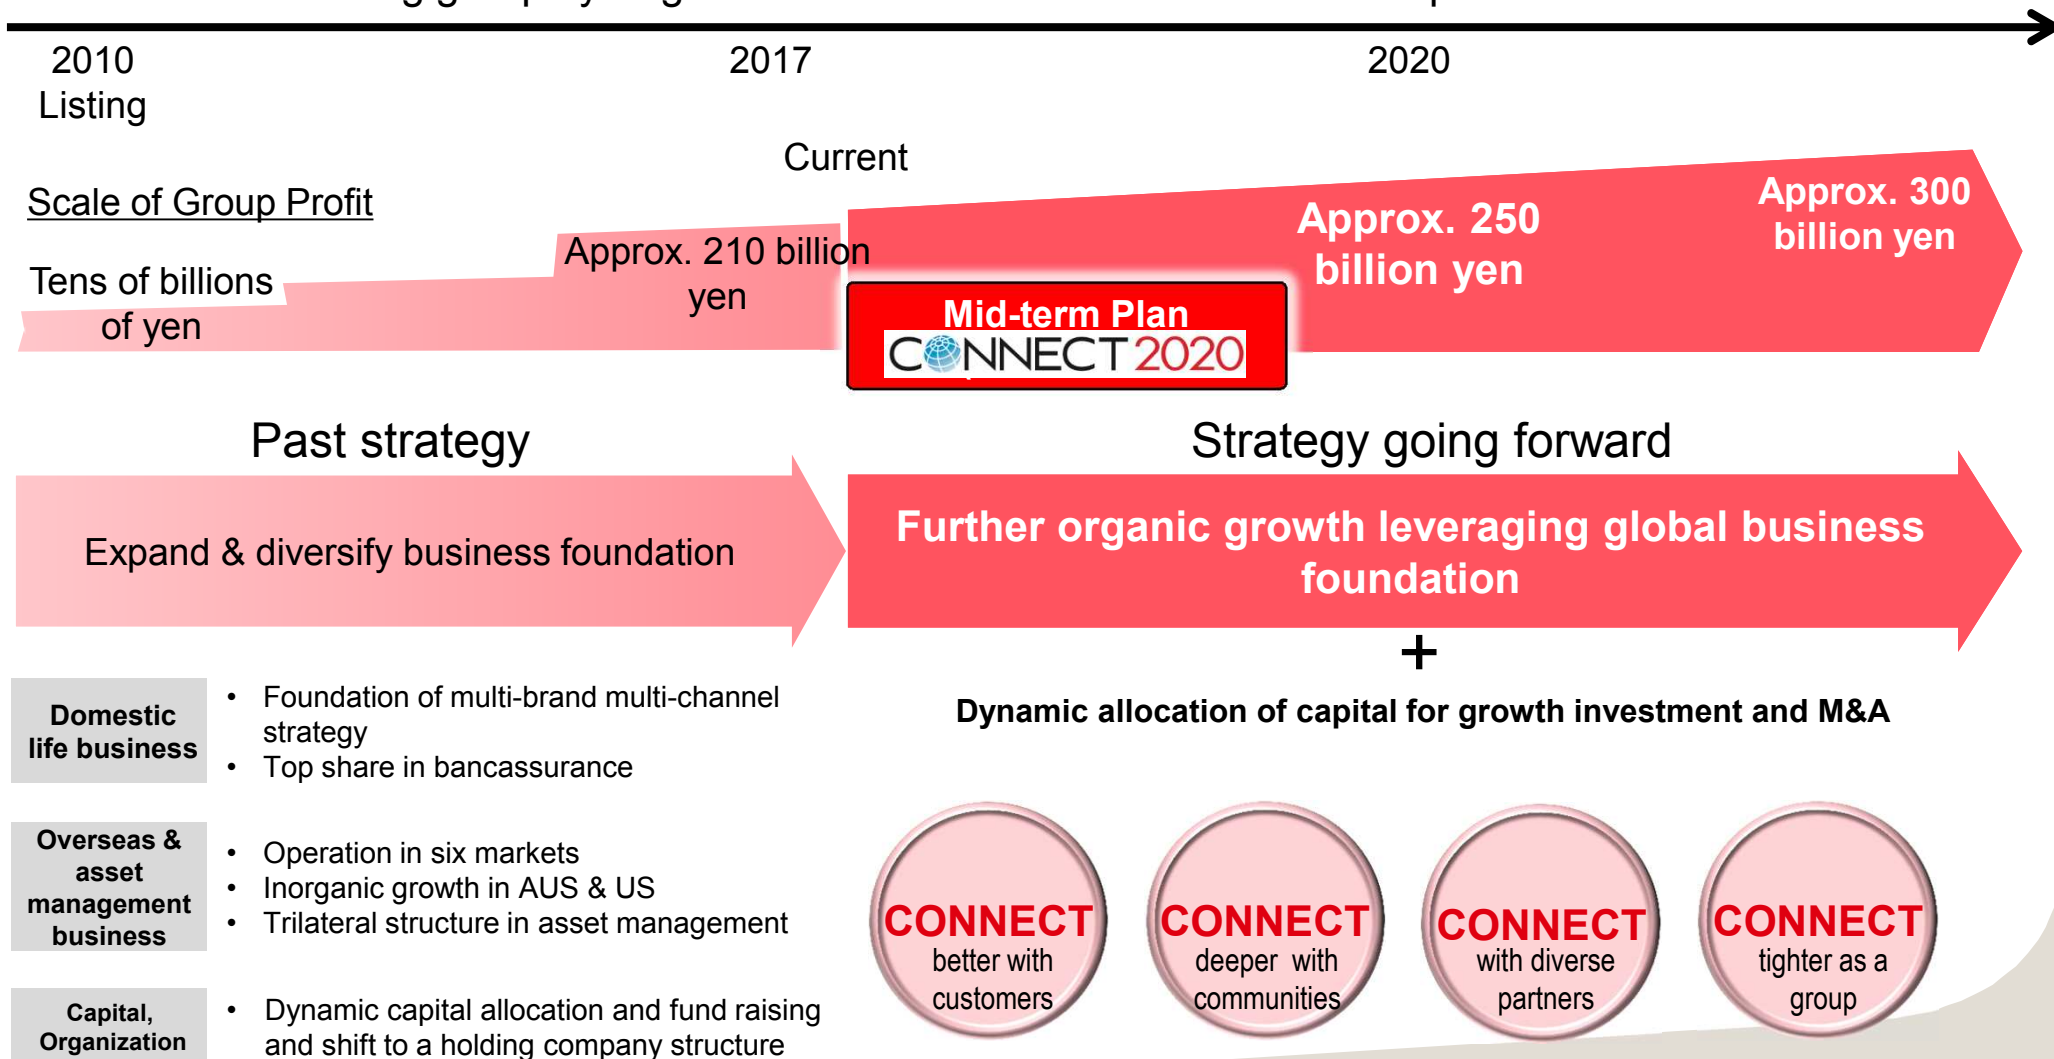 2010
Listing
2017
2020
Current
Scale of Group Profit
Tens of billions
of yen
Approx. 210 billion
yen
Approx. 250
billion yen
Approx. 300
billion yen
Mid-term Plan
CONNECT 2020
Past strategy
Strategy going forward
Expand & diversify business foundation
Further organic growth leveraging global business
foundation
+
Dynamic allocation of capital for growth investment and M&A
Domestic
life business
• Foundation of multi-brand multi-channel
strategy
• Top share in bancassurance
Overseas &
asset
management
business
• Operation in six markets
• Inorganic growth in AUS & US
• Trilateral structure in asset management
Capital,
Organization
• Dynamic capital allocation and fund raising
and shift to a holding company structure
CONNECT
better with
customers
CONNECT
deeper with
communities
CONNECT
with diverse
partners
CONNECT
tighter as a
group